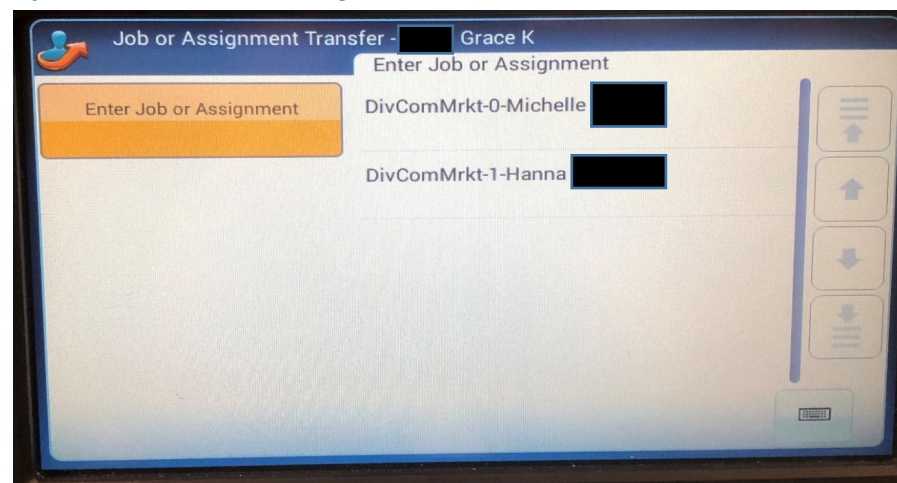 Job or Assignment Transfer - Grace K
Enter Job or Assignment
Enter Job or Assignment
DivComMrkt-0-Michelle
DivComMrkt-1-Hanna